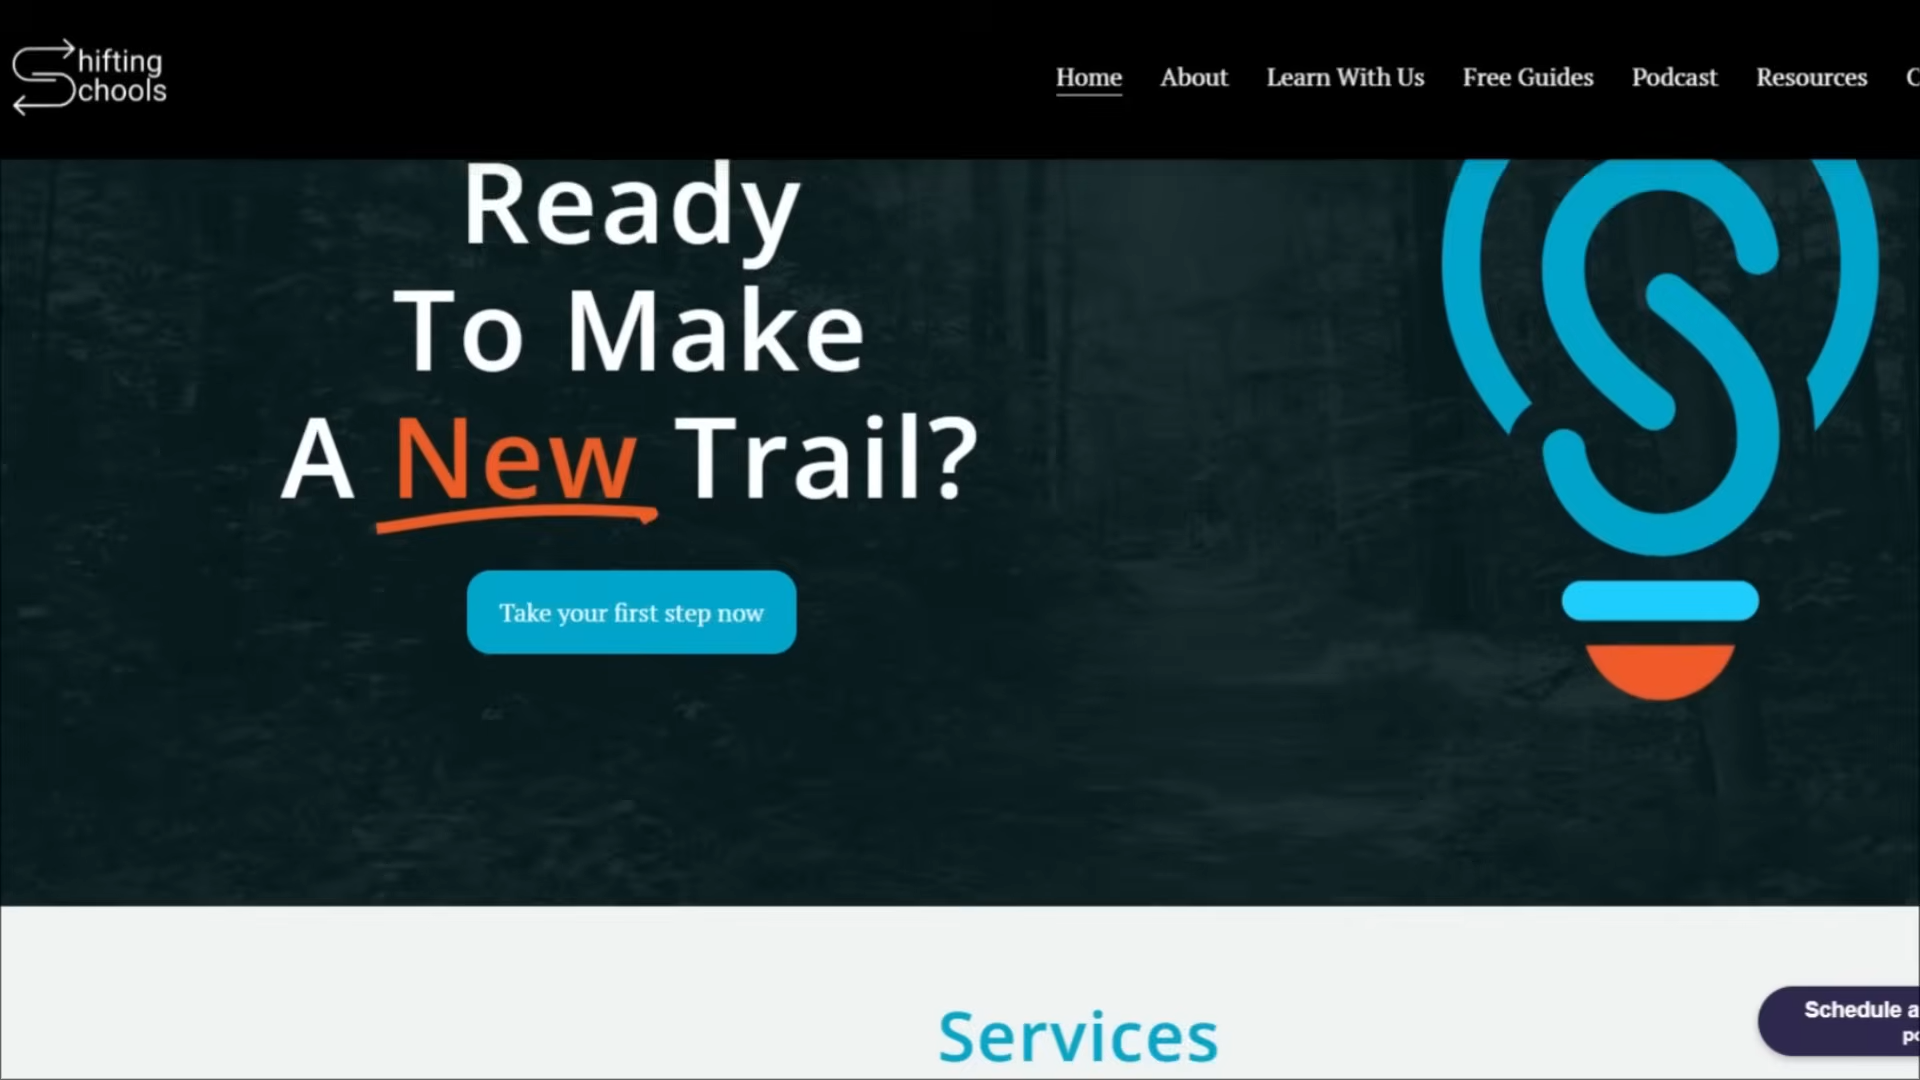 Shifting
Schools
Home About Learn With Us Free Guides Podcast Resources
Ready
To Make
A New Trail?
Take your first step now
Services
Schedule a